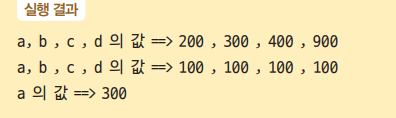 실행 결과
a, b , c , d 의 값 ==> 200 , 300 , 400 , 900
a, b , c , d 의 값 ==> 100 , 100 , 100 , 100
a 의 값 ==> 300